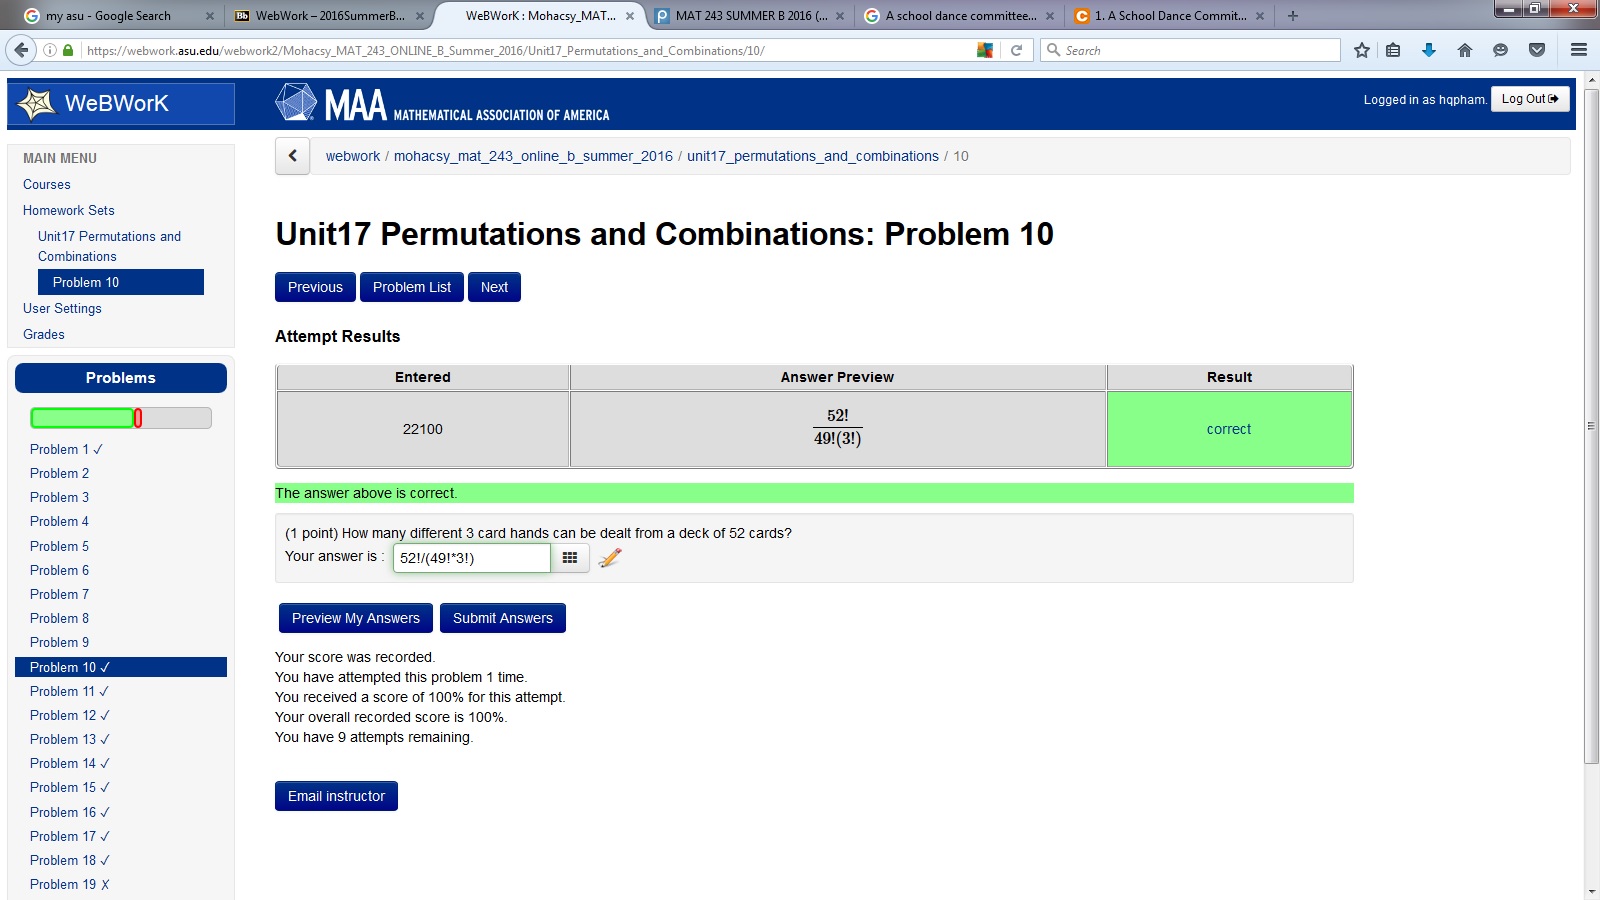 my asu - Google Search
WebWork – 2016SummerB...
WeBWorK : Mohacsy_MAT...
MAT 243 SUMMER B 2016 (...
A school dance committee...
1. A School Dance Commit...
https://webwork.asu.edu/webwork2/Mohacsy_MAT_243_ONLINE_B_Summer_2016/Unit17_Permutations_and_Combinations/10/
Search
WeBWorK
MAA MATHEMATICAL ASSOCIATION OF AMERICA
Logged in as hqpham.
Log Out
MAIN MENU
Courses
Homework Sets
Unit17 Permutations and
Combinations
Problem 10
User Settings
Grades
Problems
Problem 1 ✓
Problem 2
Problem 3
Problem 4
Problem 5
Problem 6
Problem 7
Problem 8
Problem 9
Problem 10 ✓
Problem 11 ✓
Problem 12 ✓
Problem 13 ✓
Problem 14 ✓
Problem 15 ✓
Problem 16 ✓
Problem 17 ✓
Problem 18 ✓
Problem 19 ✗
webwork / mohacsy_mat_243_online_b_summer_2016 / unit17_permutations_and_combinations / 10
Unit17 Permutations and Combinations: Problem 10
Previous
Problem List
Next
Attempt Results
Entered Answer Preview Result
22100
52!
49!(3!)
correct
The answer above is correct.
(1 point) How many different 3 card hands can be dealt from a deck of 52 cards?
Your answer is : 52!/(49!*3!)
Preview My Answers
Submit Answers
Your score was recorded.
You have attempted this problem 1 time.
You received a score of 100% for this attempt.
Your overall recorded score is 100%.
You have 9 attempts remaining.
Email instructor